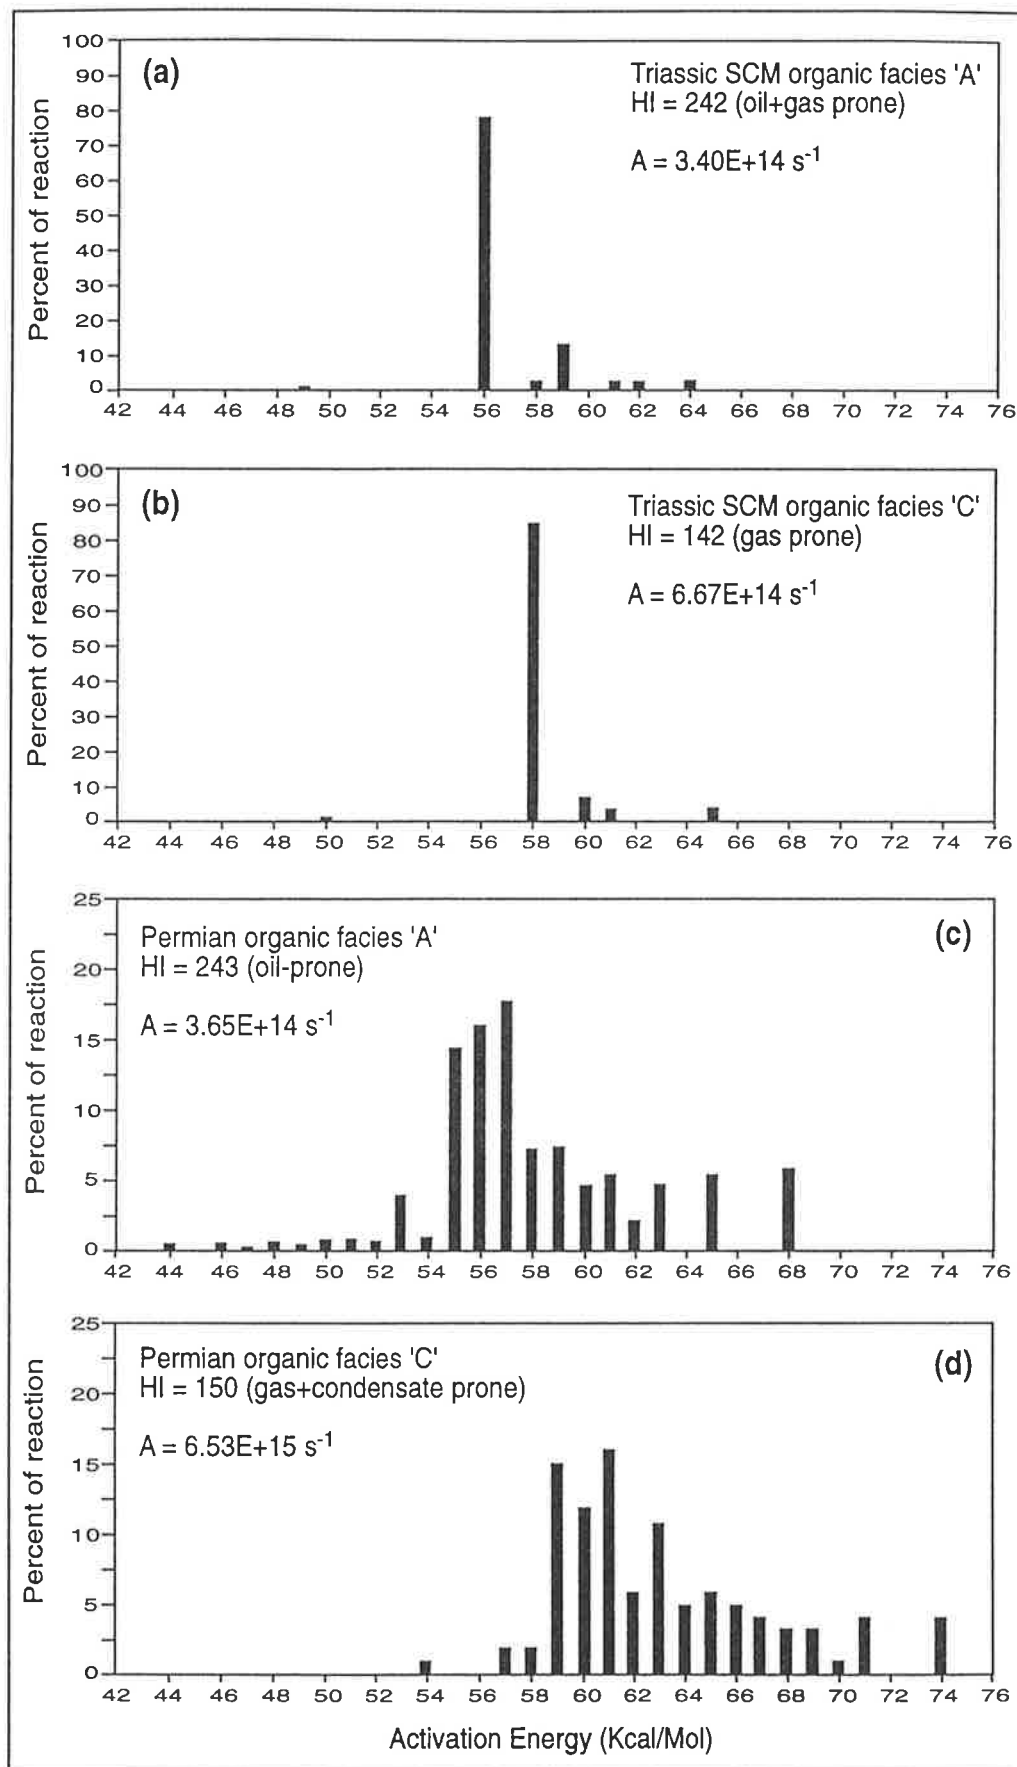 (a)
Triassic SCM organic facies 'A'
HI = 242 (oil+gas prone)
A = 3.40E+14 s⁻¹
Percent of reaction
100
90
80
70
60
50
40
30
20
10
0
42 44 46 48 50 52 54 56 58 60 62 64 66 68 70 72 74 76
(b)
Triassic SCM organic facies 'C'
HI = 142 (gas prone)
A = 6.67E+14 s⁻¹
Percent of reaction
100
90
80
70
60
50
40
30
20
10
0
42 44 46 48 50 52 54 56 58 60 62 64 66 68 70 72 74 76
(c)
Permian organic facies 'A'
HI = 243 (oil-prone)
A = 3.65E+14 s⁻¹
Percent of reaction
25
20
15
10
5
0
42 44 46 48 50 52 54 56 58 60 62 64 66 68 70 72 74 76
(d)
Permian organic facies 'C'
HI = 150 (gas+condensate prone)
A = 6.53E+15 s⁻¹
Percent of reaction
25
20
15
10
5
0
42 44 46 48 50 52 54 56 58 60 62 64 66 68 70 72 74 76
Activation Energy (Kcal/Mol)